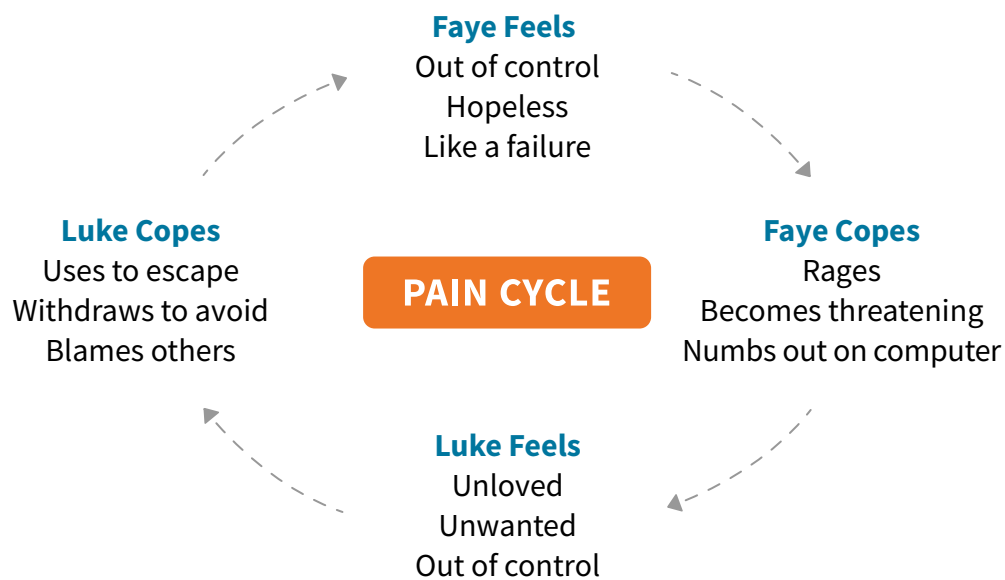 Faye Feels
Out of control
Hopeless
Like a failure
Faye Copes
Rages
Becomes threatening
Numbs out on computer
Luke Feels
Unloved
Unwanted
Out of control
Luke Copes
Uses to escape
Withdraws to avoid
Blames others
PAIN CYCLE